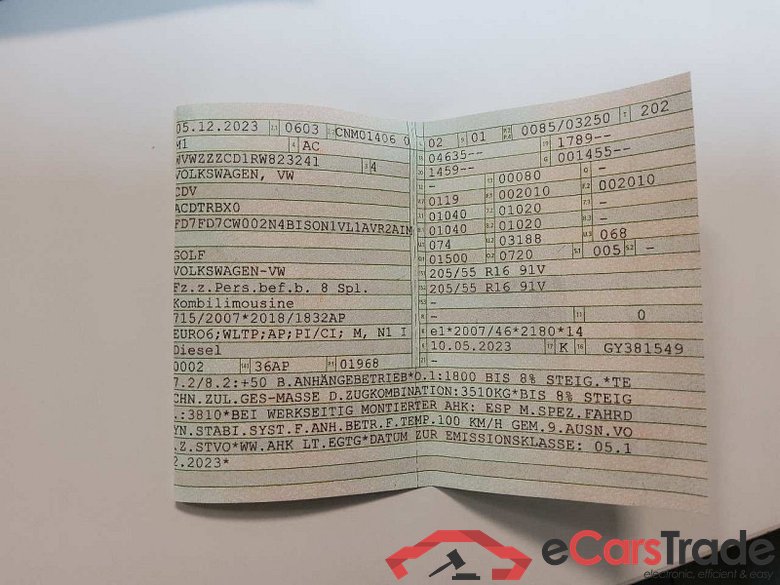 05.12.2023 0603 CNM01406 0
M1 AC
WVWZZZCD1RW823241 4
VOLKSWAGEN, VW
CDV
ACDTRBX0
FD7FD7CW002N4BISON1VL1AVR2AIM
GOLF
VOLKSWAGEN-VW
Fz.z.Pers.bef.b. 8 Spl.
Kombilimousine
715/2007*2018/1832AP
EURO6;WLTP;AP;PI/CI; M, N1 I
Diesel
0002 36AP 01968
02 01 0085/03250 202
04635-- 1789--
1459-- 001455--
- 00080 -
0119 002010 002010
01040 01020 -
01040 01020 -
074 03188 068
01500 0720 005 -
205/55 R16 91V
205/55 R16 91V
-
- 0
e1*2007/46*2180*14
10.05.2023 K GY381549
-
7.2/8.2:+50 B.ANHÄNGEBETRIEB*O.1:1800 BIS 8% STEIG.*TE
CHN.ZUL.GES-MASSE D.ZUGKOMBINATION:3510KG*BIS 8% STEIG
.:3810*BEI WERKSEITIG MONTIERTER AHK: ESP M.SPEZ.FAHRD
YN.STABI.SYST.F.ANH.BETR.F.TEMP.100 KM/H GEM.9.AUSN.VO
.Z.STVO*WW.AHK LT.EGTG*DATUM ZUR EMISSIONSKLASSE: 05.1
2.2023*
eCarsTrade
electronic, efficient & easy